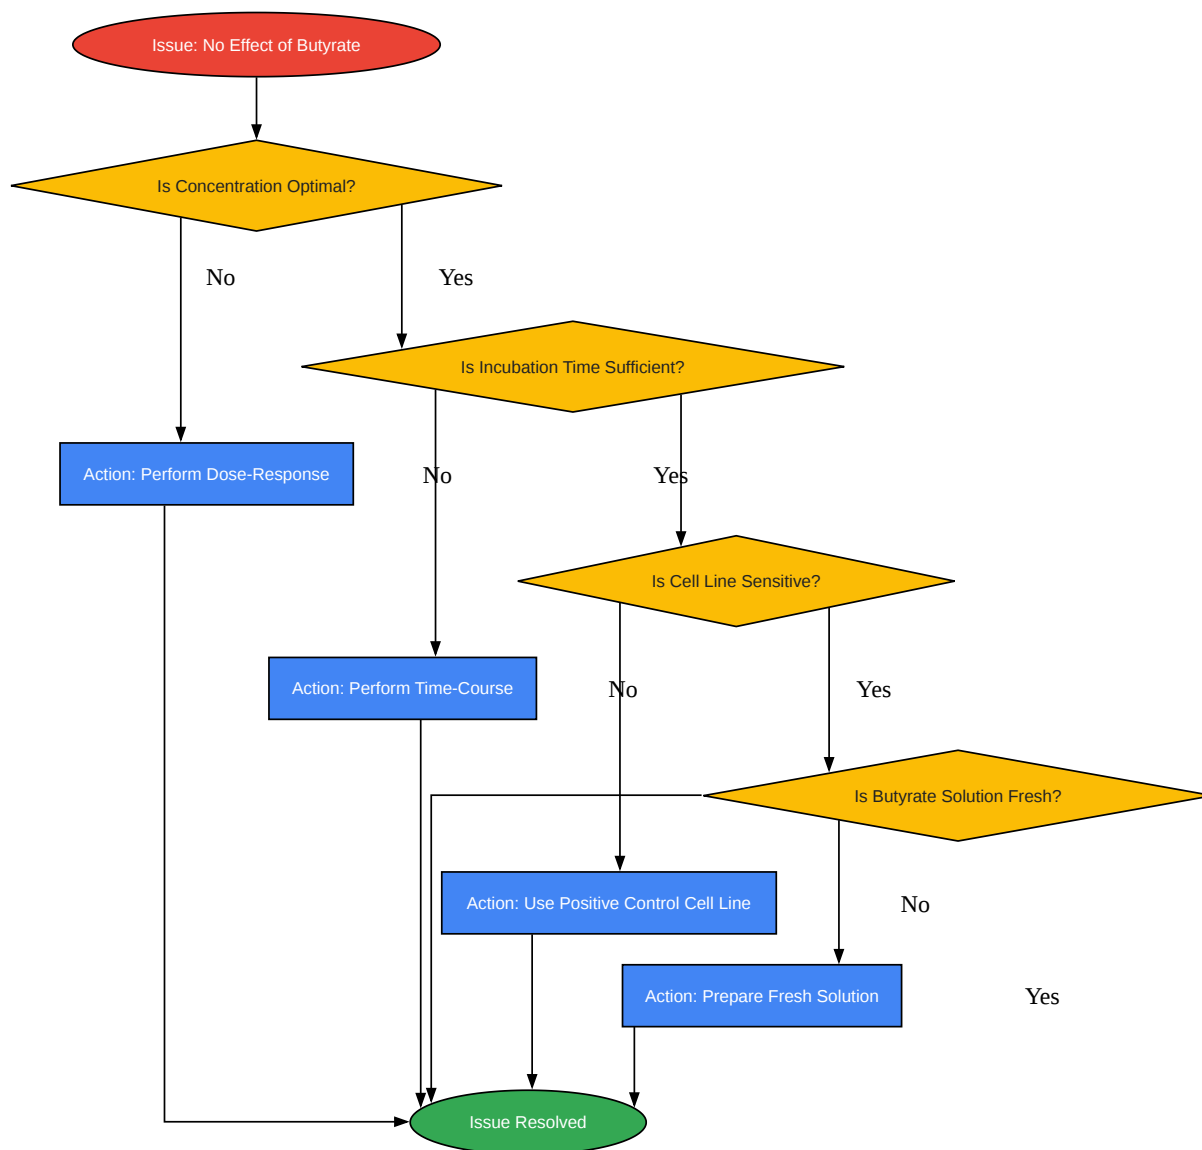 Issue: No Effect of Butyrate
Is Concentration Optimal?
No
Yes
Is Incubation Time Sufficient?
Action: Perform Dose-Response
No
Yes
Is Cell Line Sensitive?
Action: Perform Time-Course
No
Yes
Is Butyrate Solution Fresh?
Action: Use Positive Control Cell Line
No
Action: Prepare Fresh Solution
Yes
Issue Resolved